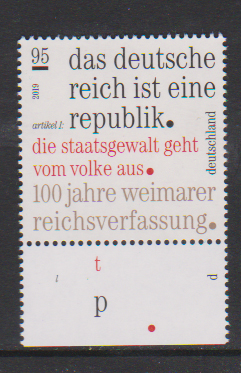 95 das deutsche
2019 reich ist eine
artikel 1: republik.
die staatsgewalt geht
vom volke aus.
deutschland
100 jahre weimarer
reichsverfassung.
t
l
d
p